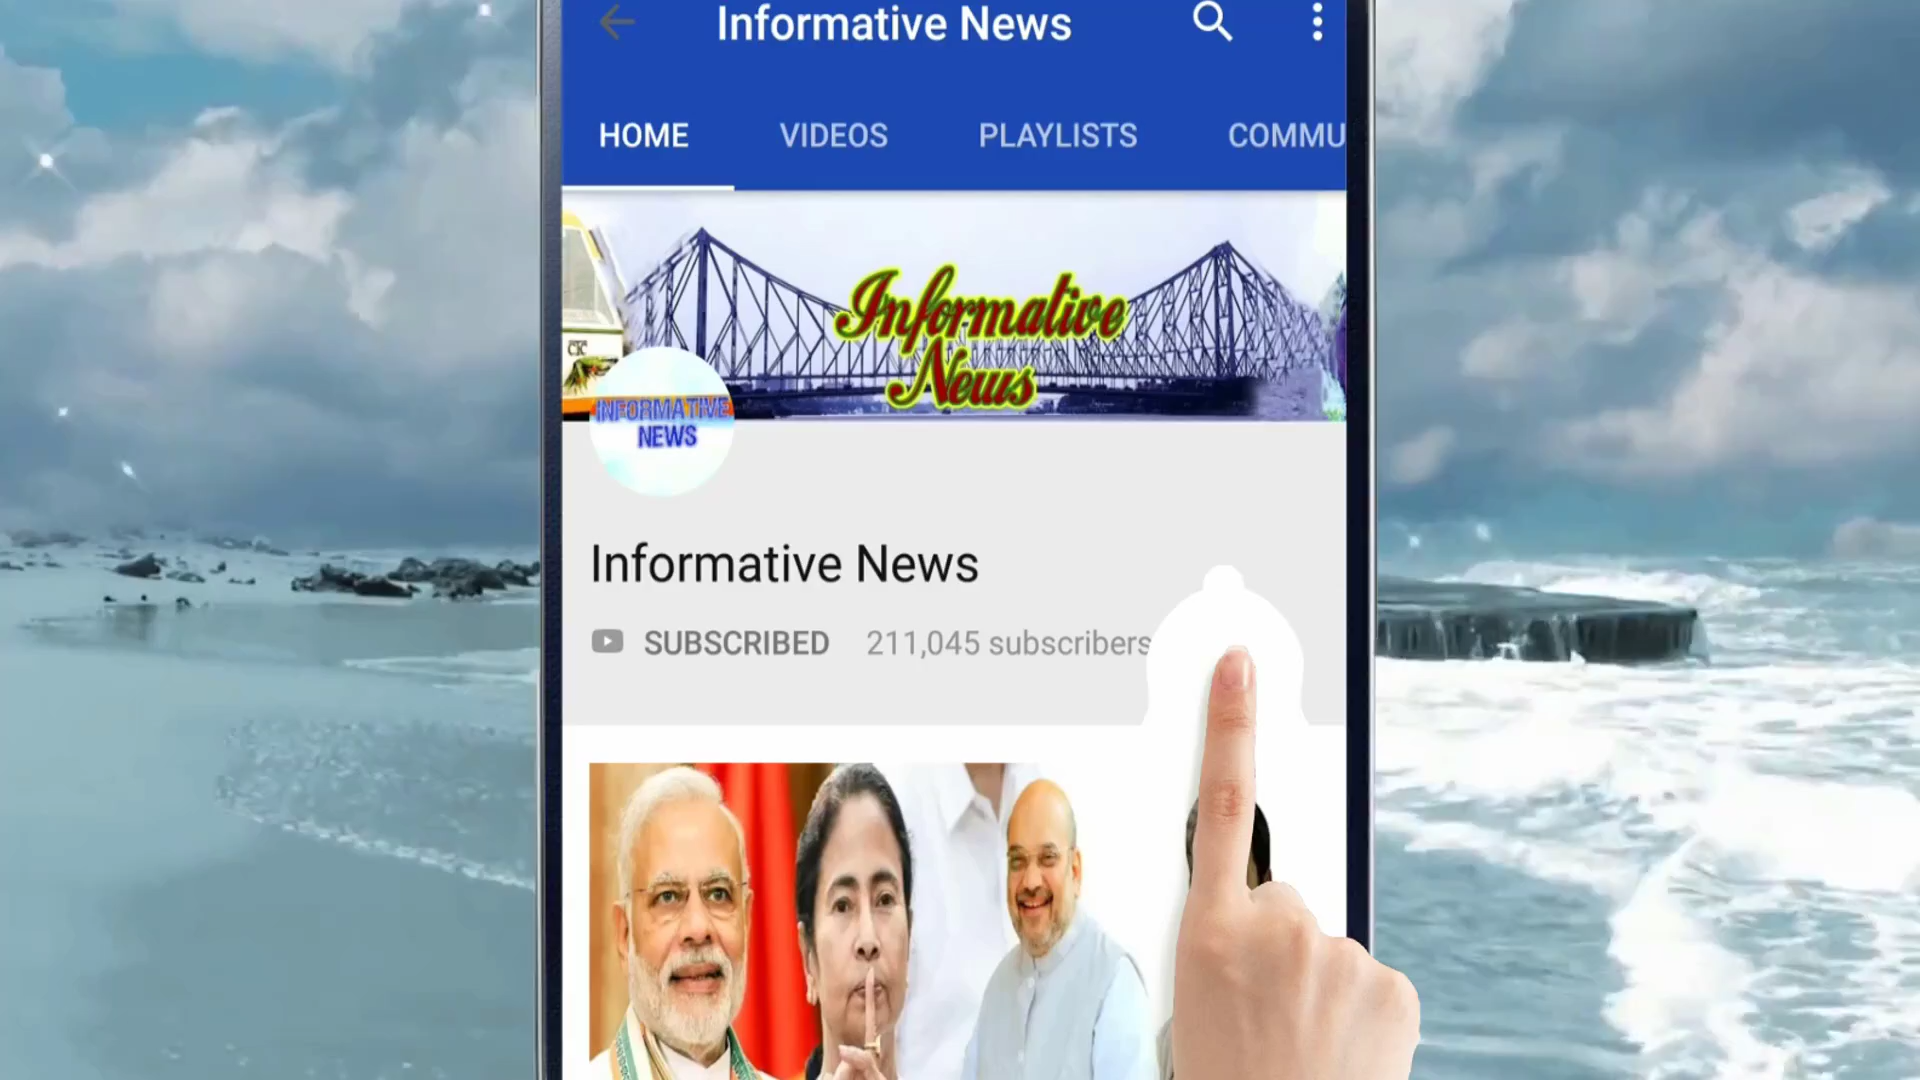 Informative News
HOME VIDEOS PLAYLISTS COMMU
Informative
News
INFORMATIVE
NEWS
Informative News
SUBSCRIBED 211,045 subscribers